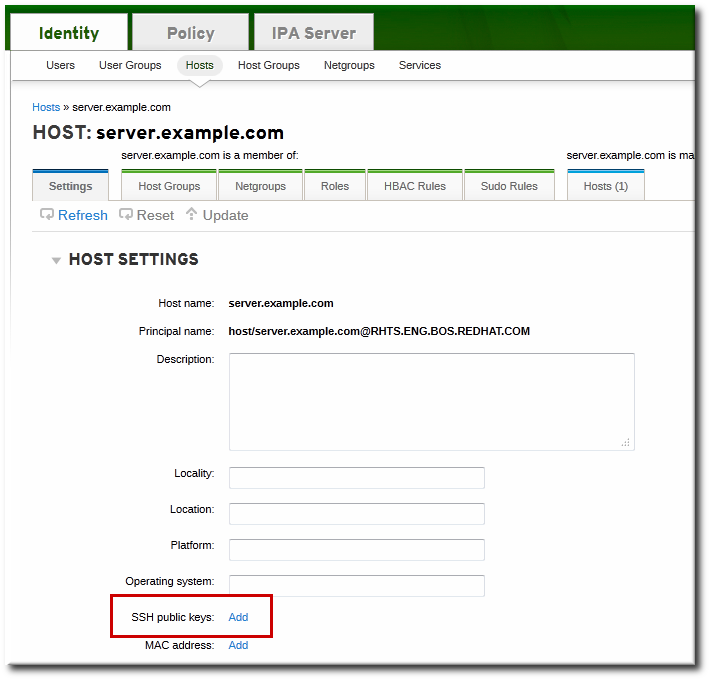 Identity Policy IPA Server
Users User Groups Hosts Host Groups Netgroups Services
Hosts » server.example.com
HOST: server.example.com
server.example.com is a member of: server.example.com is ma
Settings Host Groups Netgroups Roles HBAC Rules Sudo Rules Hosts (1)
Refresh Reset Update
HOST SETTINGS
Host name: server.example.com
Principal name: host/server.example.com@RHTS.ENG.BOS.REDHAT.COM
Description:
Locality:
Location:
Platform:
Operating system:
SSH public keys: Add
MAC address: Add